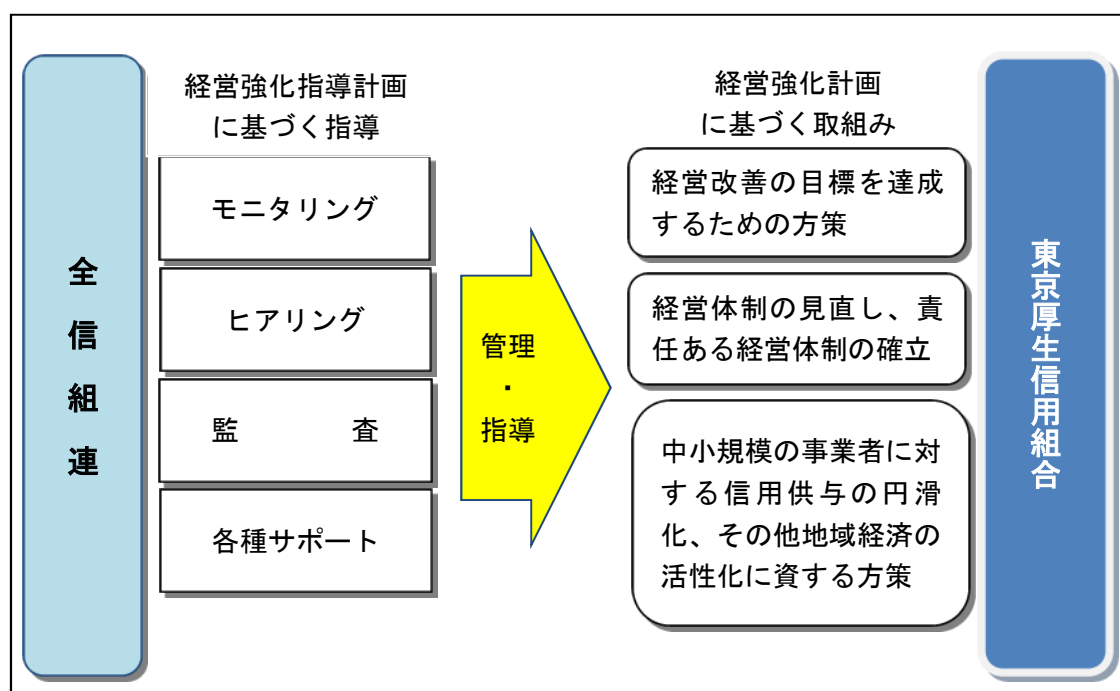 全信組連
経営強化指導計画
に基づく指導
モニタリング
ヒアリング
監　査
各種サポート
管理
・
指導
経営強化計画
に基づく取組み
経営改善の目標を達成
するための方策
経営体制の見直し、責
任ある経営体制の確立
中小規模の事業者に対
する信用供与の円滑
化、その他地域経済の
活性化に資する方策
東京厚生信用組合